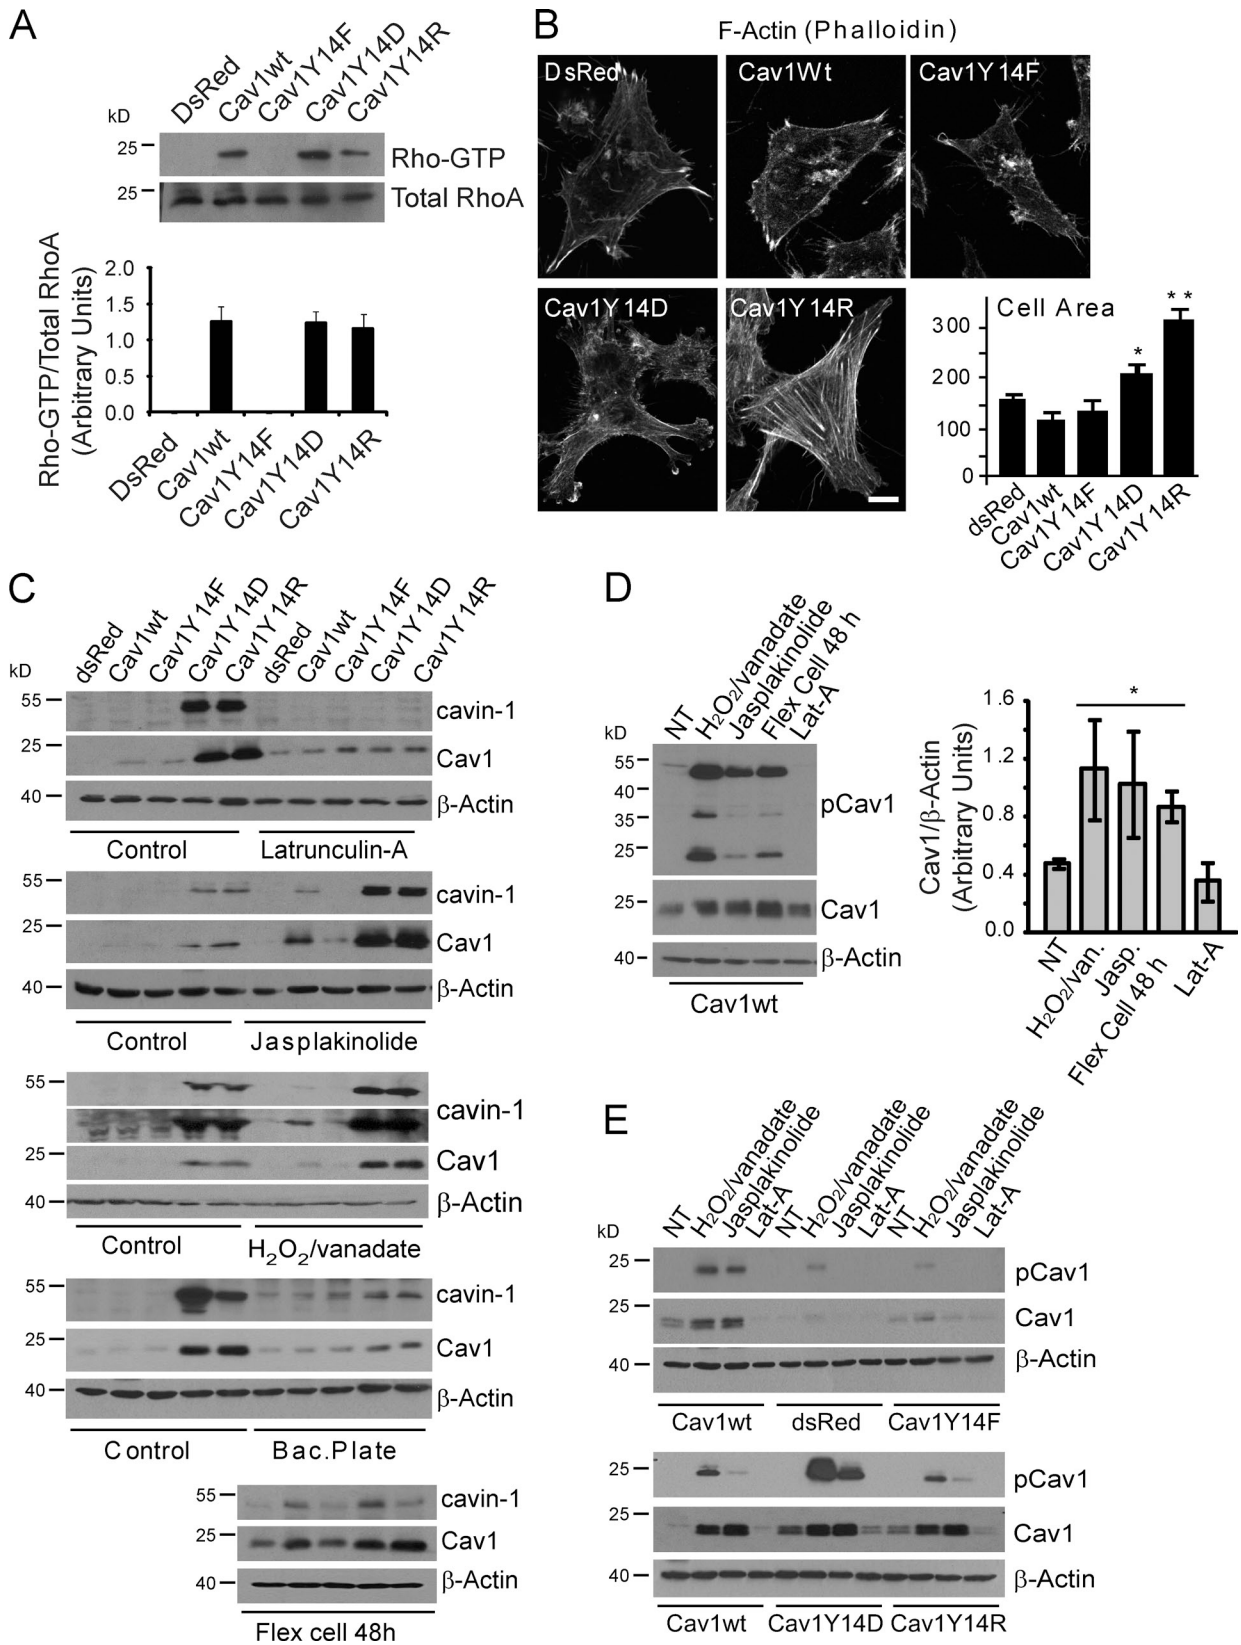 A
DsRed
Cav1wt
Cav1Y14F
Cav1Y14D
Cav1Y14R
kD
25
Rho-GTP
25
Total RhoA
Rho-GTP/Total RhoA
(Arbitrary Units)
2.0
1.5
1.0
0.5
0.0
DsRed
Cav1wt
Cav1Y14F
Cav1Y14D
Cav1Y14R
B
F-Actin (Phalloidin)
DsRed
Cav1Wt
Cav1Y14F
Cav1Y14D
Cav1Y14R
Cell Area
* *
*
300
200
100
0
dsRed
Cav1wt
Cav1Y14F
Cav1Y14D
Cav1Y14R
C
dsRed
Cav1wt
Cav1Y14F
Cav1Y14D
Cav1Y14R
dsRed
Cav1wt
Cav1Y14F
Cav1Y14D
Cav1Y14R
kD
55
cavin-1
25
Cav1
40
β-Actin
Control
Latrunculin-A
55
cavin-1
25
Cav1
40
β-Actin
Control
Jasplakinolide
55
cavin-1
25
Cav1
40
β-Actin
Control
H2O2/vanadate
55
cavin-1
25
Cav1
40
β-Actin
Control
Bac.Plate
55
cavin-1
25
Cav1
40
β-Actin
Flex cell 48h
D
NT
H2O2/vanadate
Jasplakinolide
Flex Cell 48 h
Lat-A
kD
55
40
35
25
pCav1
25
Cav1
40
β-Actin
Cav1wt
Cav1/β-Actin
(Arbitrary Units)
1.6
1.2
0.8
0.4
0.0
*
NT
H2O2/van.
Jasp.
Flex Cell 48 h
Lat-A
E
NT
H2O2/vanadate
Jasplakinolide
Lat-A
NT
H2O2/vanadate
Jasplakinolide
Lat-A
NT
H2O2/vanadate
Jasplakinolide
Lat-A
kD
25
pCav1
25
Cav1
40
β-Actin
Cav1wt
dsRed
Cav1Y14F
25
pCav1
25
Cav1
40
β-Actin
Cav1wt
Cav1Y14D
Cav1Y14R